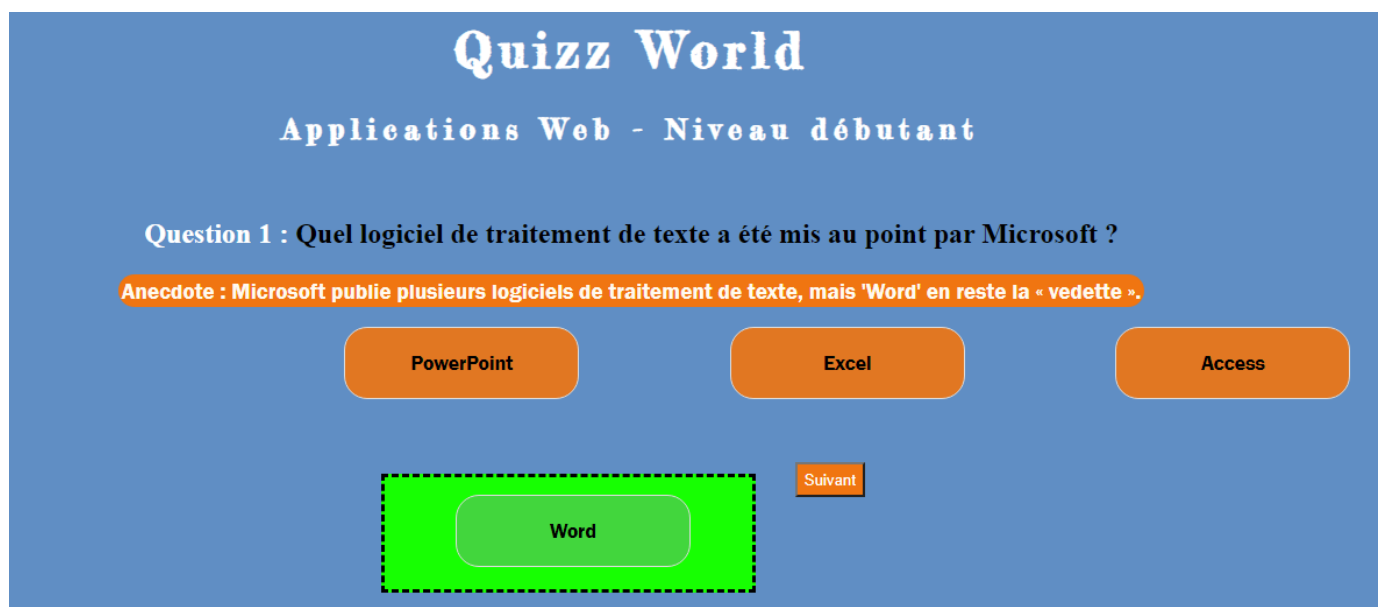 Quizz World
Applications Web - Niveau débutant
Question 1 : Quel logiciel de traitement de texte a été mis au point par Microsoft ?
Anecdote : Microsoft publie plusieurs logiciels de traitement de texte, mais 'Word' en reste la « vedette ».
PowerPoint
Excel
Access
Suivant
Word